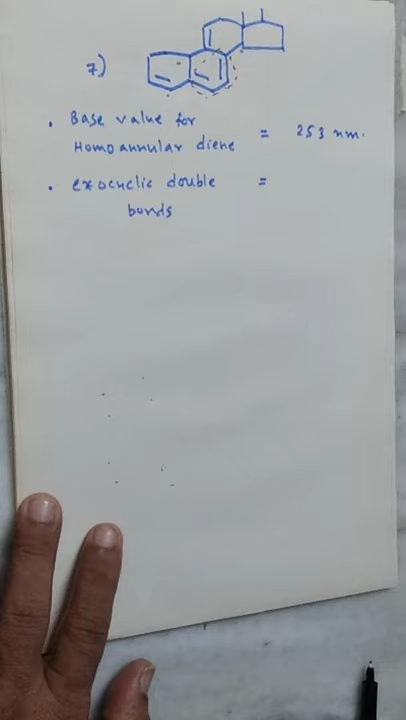 7)
. Base value for
Homoannular diene = 253 nm.
. exocyclic double =
bonds